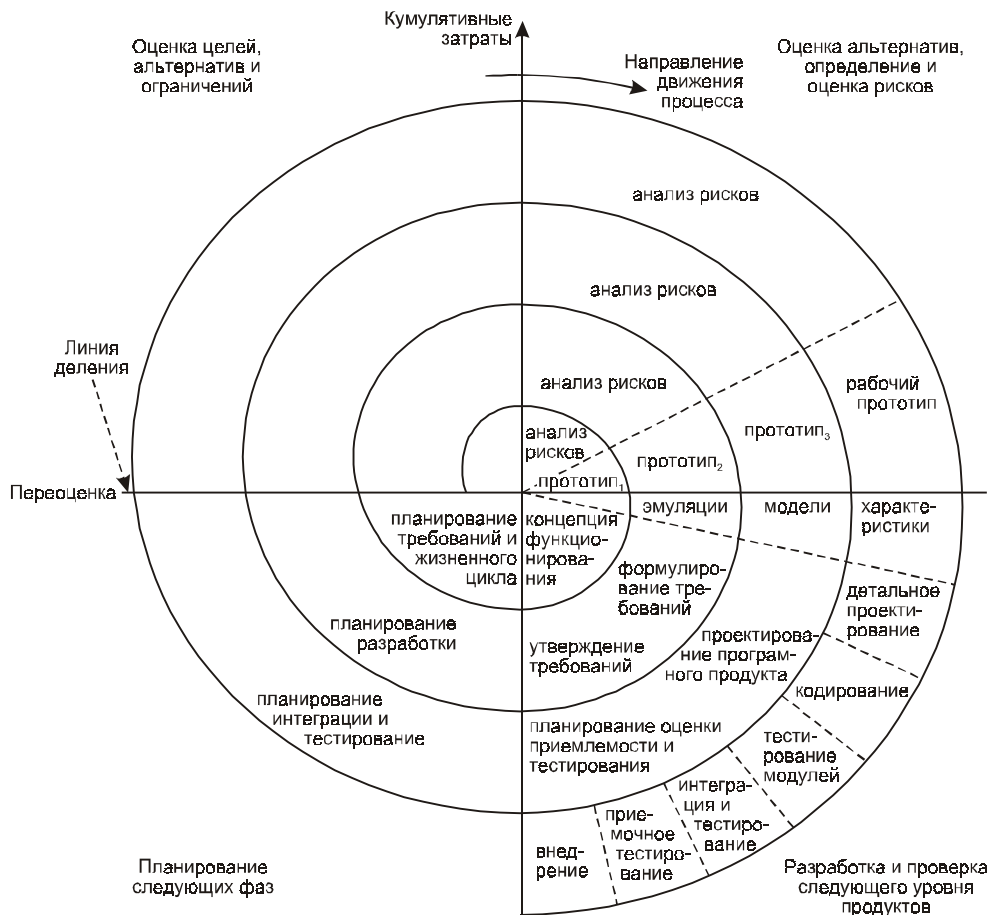 Кумулятивные
затраты
Оценка целей,
альтернатив и
ограничений
Направление
движения
процесса
Оценка альтернатив,
определение и
оценка рисков
анализ рисков
анализ рисков
анализ рисков
анализ
рисков
Линия
деления
рабочий
прототип
прототип3
прототип2
прототип1
Переоценка
эмуляции
модели
характе-
ристики
планирование
требований и
жизненного
цикла
концепция
функцио-
нирова-
ния
формулиро-
вание тре-
бований
детальное
проекти-
рование
планирование
разработки
утверждение
требований
проектирова-
ние програм-
ного продукта
кодирование
планирование
интеграции и
тестирование
планирование оценки
приемлемости и
тестирования
тести-
рование
модулей
интегра-
ция и
тестиро-
вание
прие-
мочное
тестиро-
вание
внед-
рение
Планирование
следующих фаз
Разработка и проверка
следующего уровня
продуктов